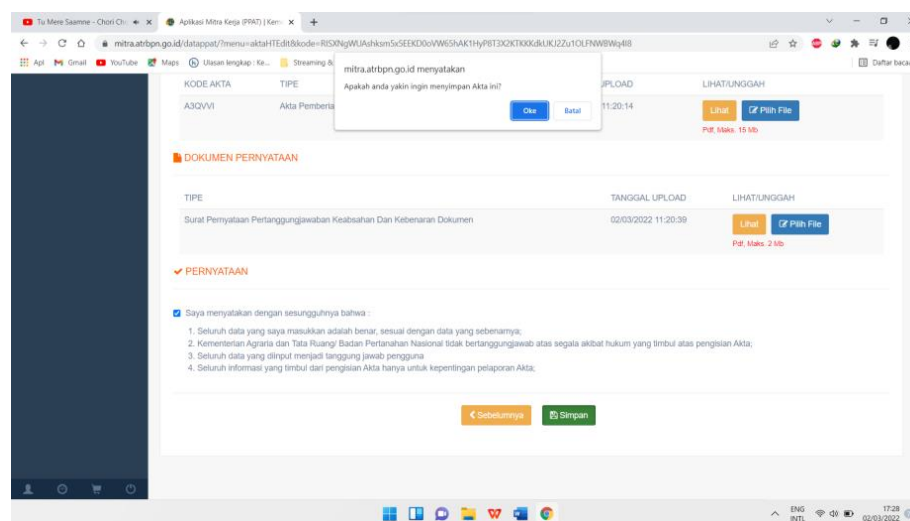 Tu Mere Saamne - Chori Cho
Aplikasi Mitra Kerja (PPAT) | Kem
mitra.atrbpn.go.id/datappat/?menu=aktaHTEdit&kode=
Apl
Gmail
YouTube
Maps
Ulasan lengkap : Ke...
Streaming &
Daftar baca
mitra.atrbpn.go.id menyatakan
Apakah anda yakin ingin menyimpan Akta ini?
Oke Batal
KODE AKTA TIPE UPLOAD LIHAT/UNGGAH
A3QVVI Akta Pemberia 11:20:14 Lihat Pilih File
Pdf, Maks. 15 Mb
DOKUMEN PERNYATAAN
TIPE TANGGAL UPLOAD LIHAT/UNGGAH
Surat Pernyataan Pertanggungjawaban Keabsahan Dan Kebenaran Dokumen 02/03/2022 11:20:39 Lihat Pilih File
Pdf, Maks. 2 Mb
PERNYATAAN
Saya menyatakan dengan sesungguhnya bahwa :
1. Seluruh data yang saya masukkan adalah benar, sesuai dengan data yang sebenarnya;
2. Kementerian Agraria dan Tata Ruang/ Badan Pertanahan Nasional tidak bertanggungjawab atas segala akibat hukum yang timbul atas pengisian Akta;
3. Seluruh data yang diinput menjadi tanggung jawab pengguna
4. Seluruh informasi yang timbul dari pengisian Akta hanya untuk kepentingan pelaporan Akta;
Sebelumnya Simpan
ENG
INTL
17:28
02/03/2022